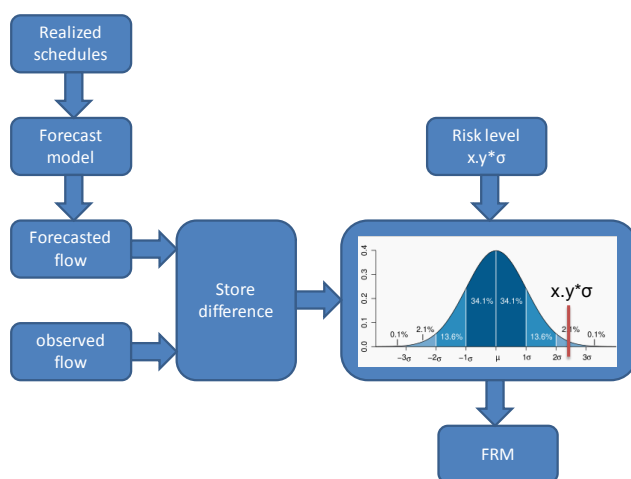 Realized
schedules
Forecast
model
Forecasted
flow
observed
flow
Store
difference
Risk level
x.y*σ
0.4
0.3
0.2
0.1
0.0
0.1%
2.1%
13.6%
34.1%
34.1%
13.6%
2.1%
0.1%
x.y*σ
−3σ
−2σ
−1σ
μ
1σ
2σ
3σ
FRM